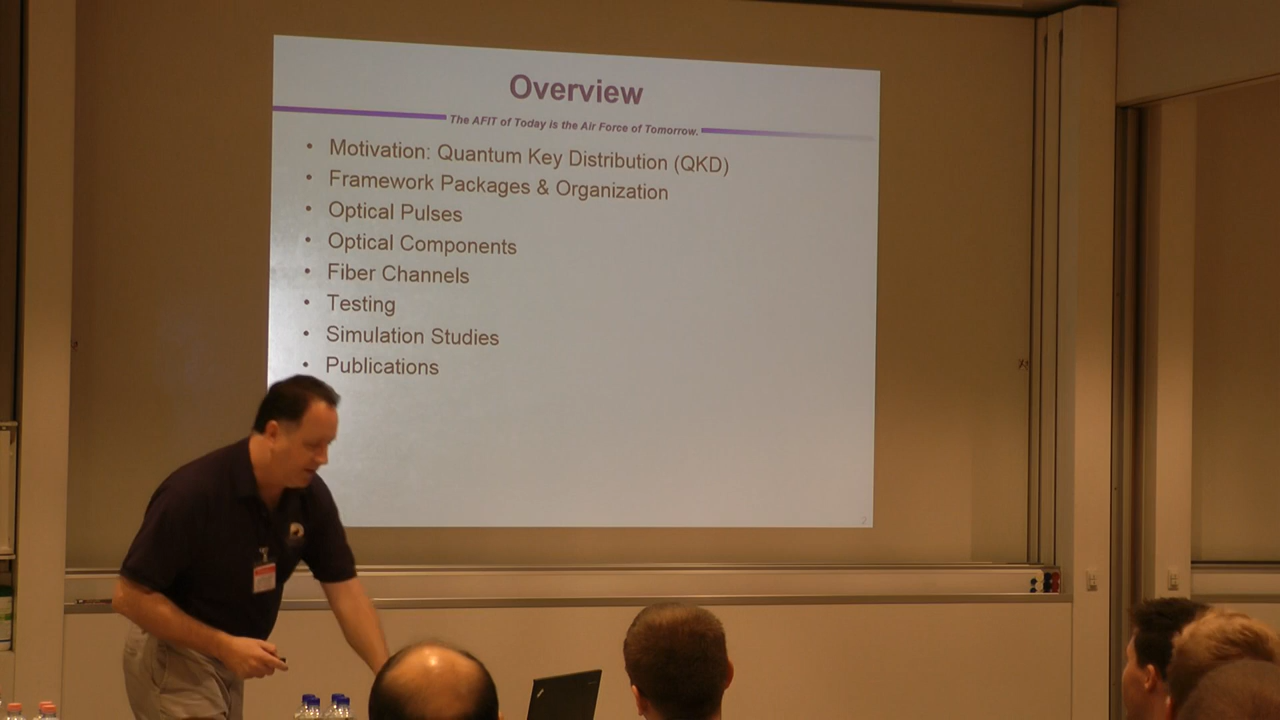 Overview
The AFIT of Today is the Air Force of Tomorrow.
• Motivation: Quantum Key Distribution (QKD)
• Framework Packages & Organization
• Optical Pulses
• Optical Components
• Fiber Channels
• Testing
• Simulation Studies
• Publications
2